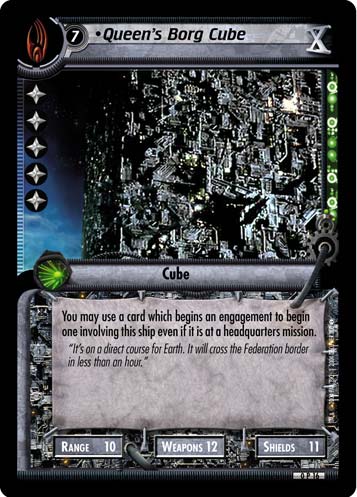 7 •Queen's Borg Cube
Cube
You may use a card which begins an engagement to begin
one involving this ship even if it is at a headquarters mission.
"It's on a direct course for Earth. It will cross the Federation border
in less than an hour."
RANGE 10 WEAPONS 12 SHIELDS 11
0 P 16